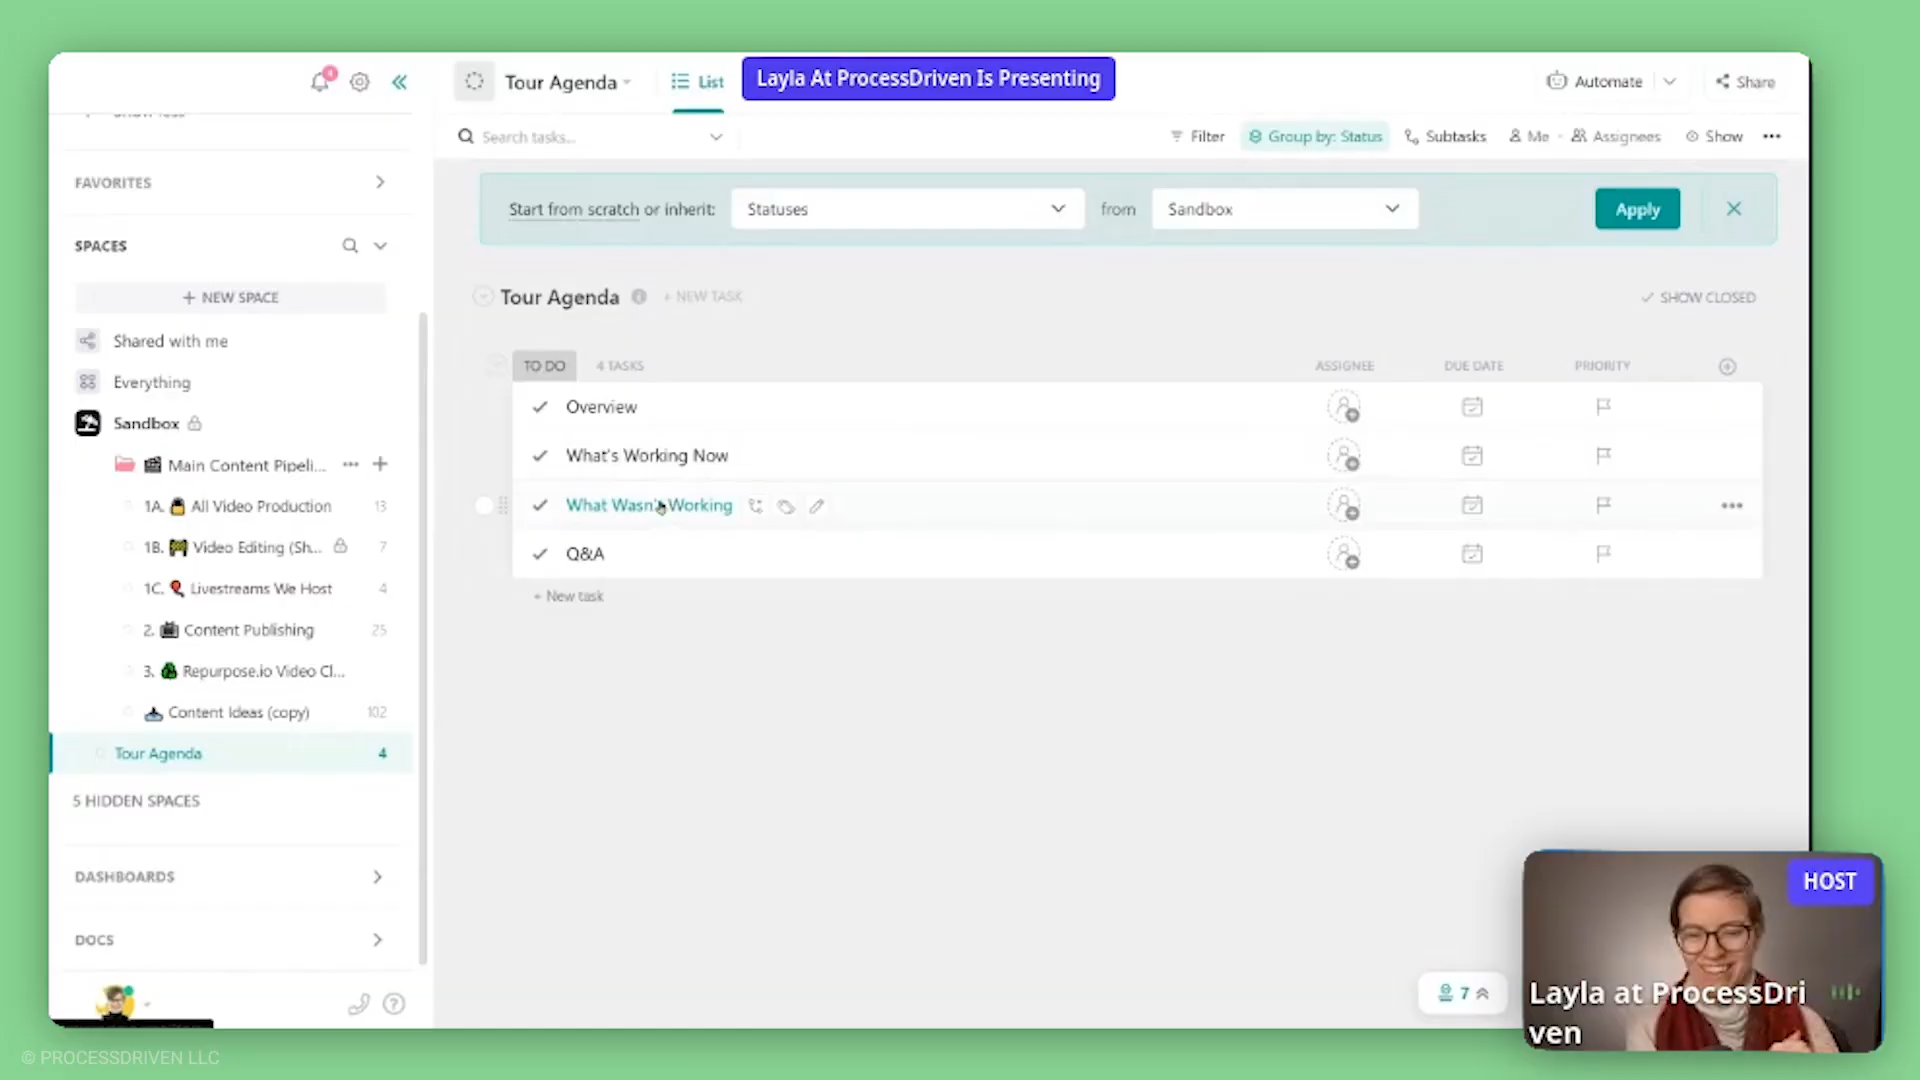 4
Tour Agenda
List
Layla At ProcessDriven Is Presenting
Automate
Share
Search tasks...
Filter
Group by: Status
Subtasks
Me
Assignees
Show
FAVORITES
SPACES
+ NEW SPACE
Shared with me
Everything
Sandbox
Main Content Pipeli...
1A. All Video Production 13
1B. Video Editing (Sh... 7
1C. Livestreams We Host 4
2. Content Publishing 25
3. Repurpose.io Video Cl...
Content Ideas (copy) 102
Tour Agenda 4
5 HIDDEN SPACES
DASHBOARDS
DOCS
Start from scratch or inherit: Statuses from Sandbox Apply
Tour Agenda + NEW TASK SHOW CLOSED
TO DO 4 TASKS ASSIGNEE DUE DATE PRIORITY
Overview
What's Working Now
What Wasn't Working
Q&A
+ New task
7
HOST
Layla at ProcessDri
ven
© PROCESSDRIVEN LLC